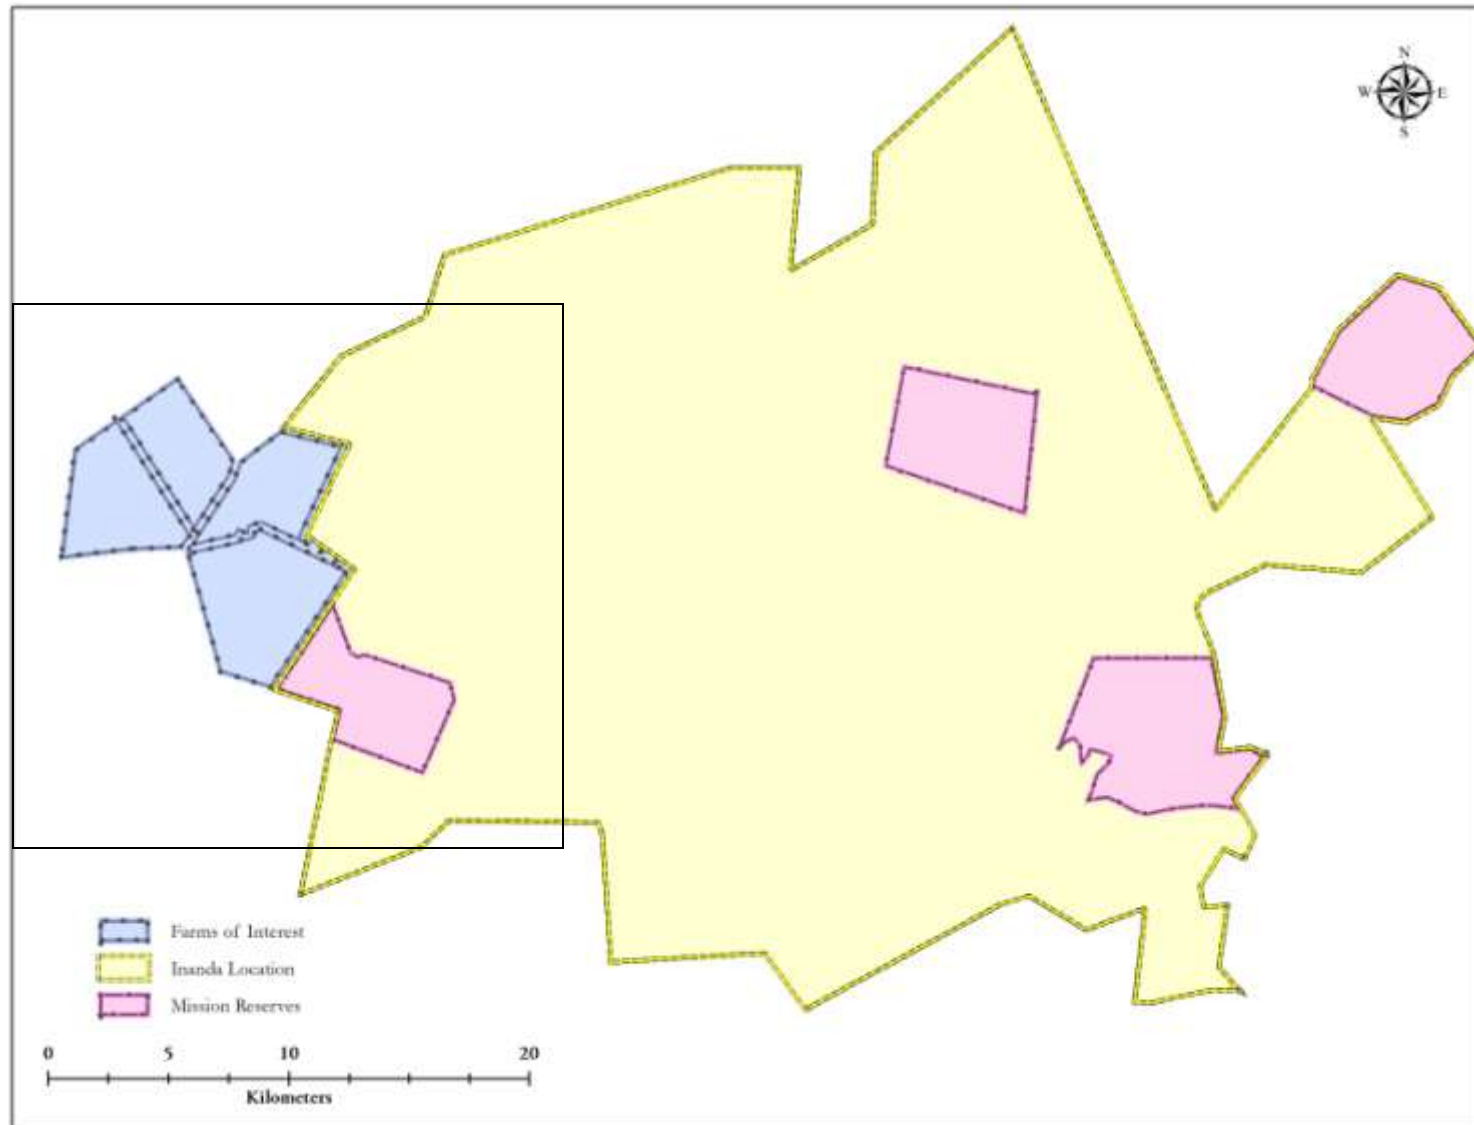 N
W E
S
Farms of Interest
Inanda Location
Mission Reserves
0 5 10 20
Kilometers